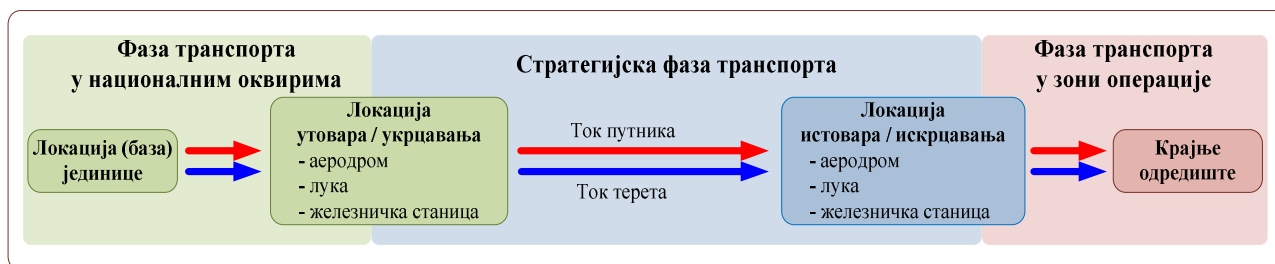 Фаза транспорта
у националним оквирима
Стратегијска фаза транспорта
Фаза транспорта
у зони операције
Локација (база)
јединице
Локација
утовара / укрцавања
- аеродром
- лука
- железничка станица
Ток путника
Ток терета
Локација
истовара / искрцавања
- аеродром
- лука
- железничка станица
Крајње
одредиште